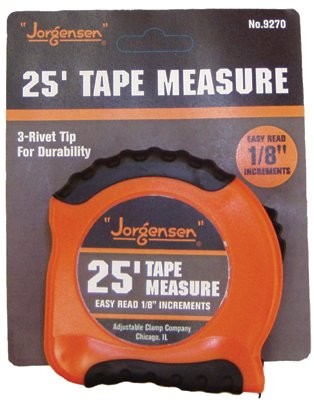 "Jorgensen"®
No.9270
25' TAPE MEASURE
3-Rivet Tip
For Durability
EASY READ
1/8"
INCREMENTS
"Jorgensen"®
25' TAPE
MEASURE
EASY READ 1/8" INCREMENTS
Adjustable Clamp Company
Chicago, IL